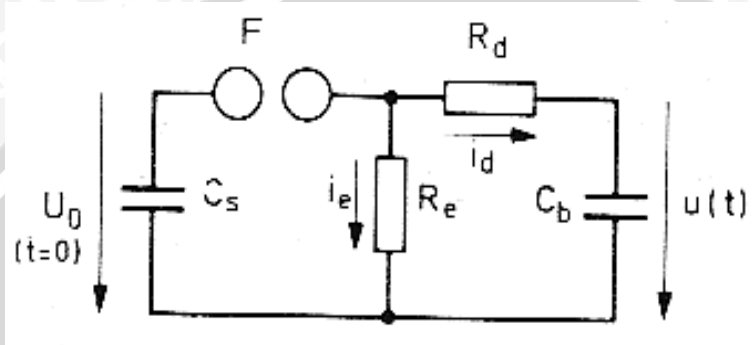 F
R_d
i_d
U_0
(t=0)
C_s
i_e
R_e
C_b
u(t)